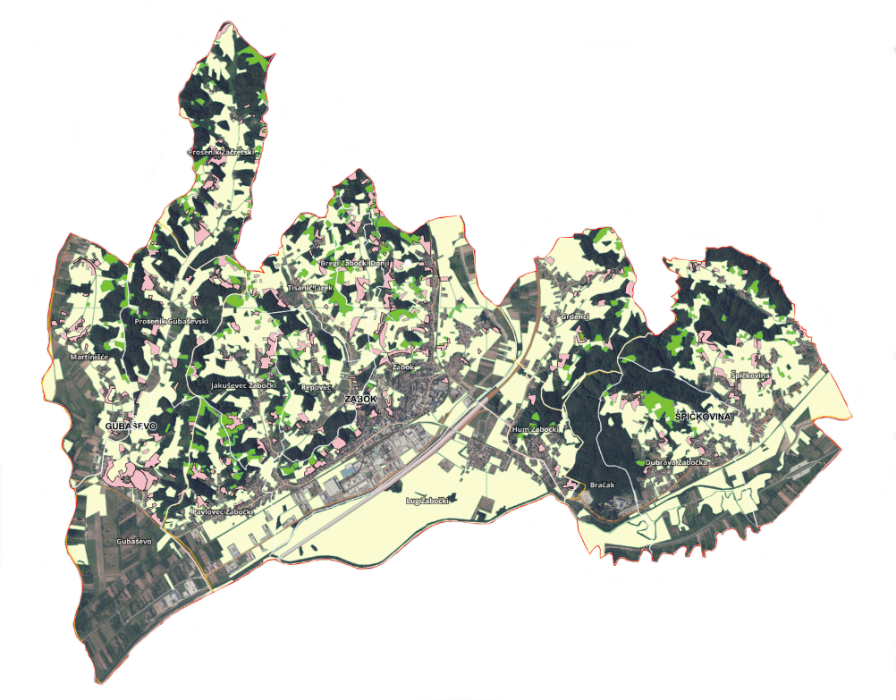 Prosenik Začretski
Brezi Zabočki Donji
Tisanić Jarek
Grdenci
Prosenik Gubaševski
Martinišće
Zabok
Špičkovina
Jakuševec Zabočki
Repovec
ZABOK
ŠPIČKOVINA
GUBAŠEVO
Hum Zabočki
Dubrava Zabočka
Bračak
Lug Zabočki
Pavlovec Zabočki
Gubaševo